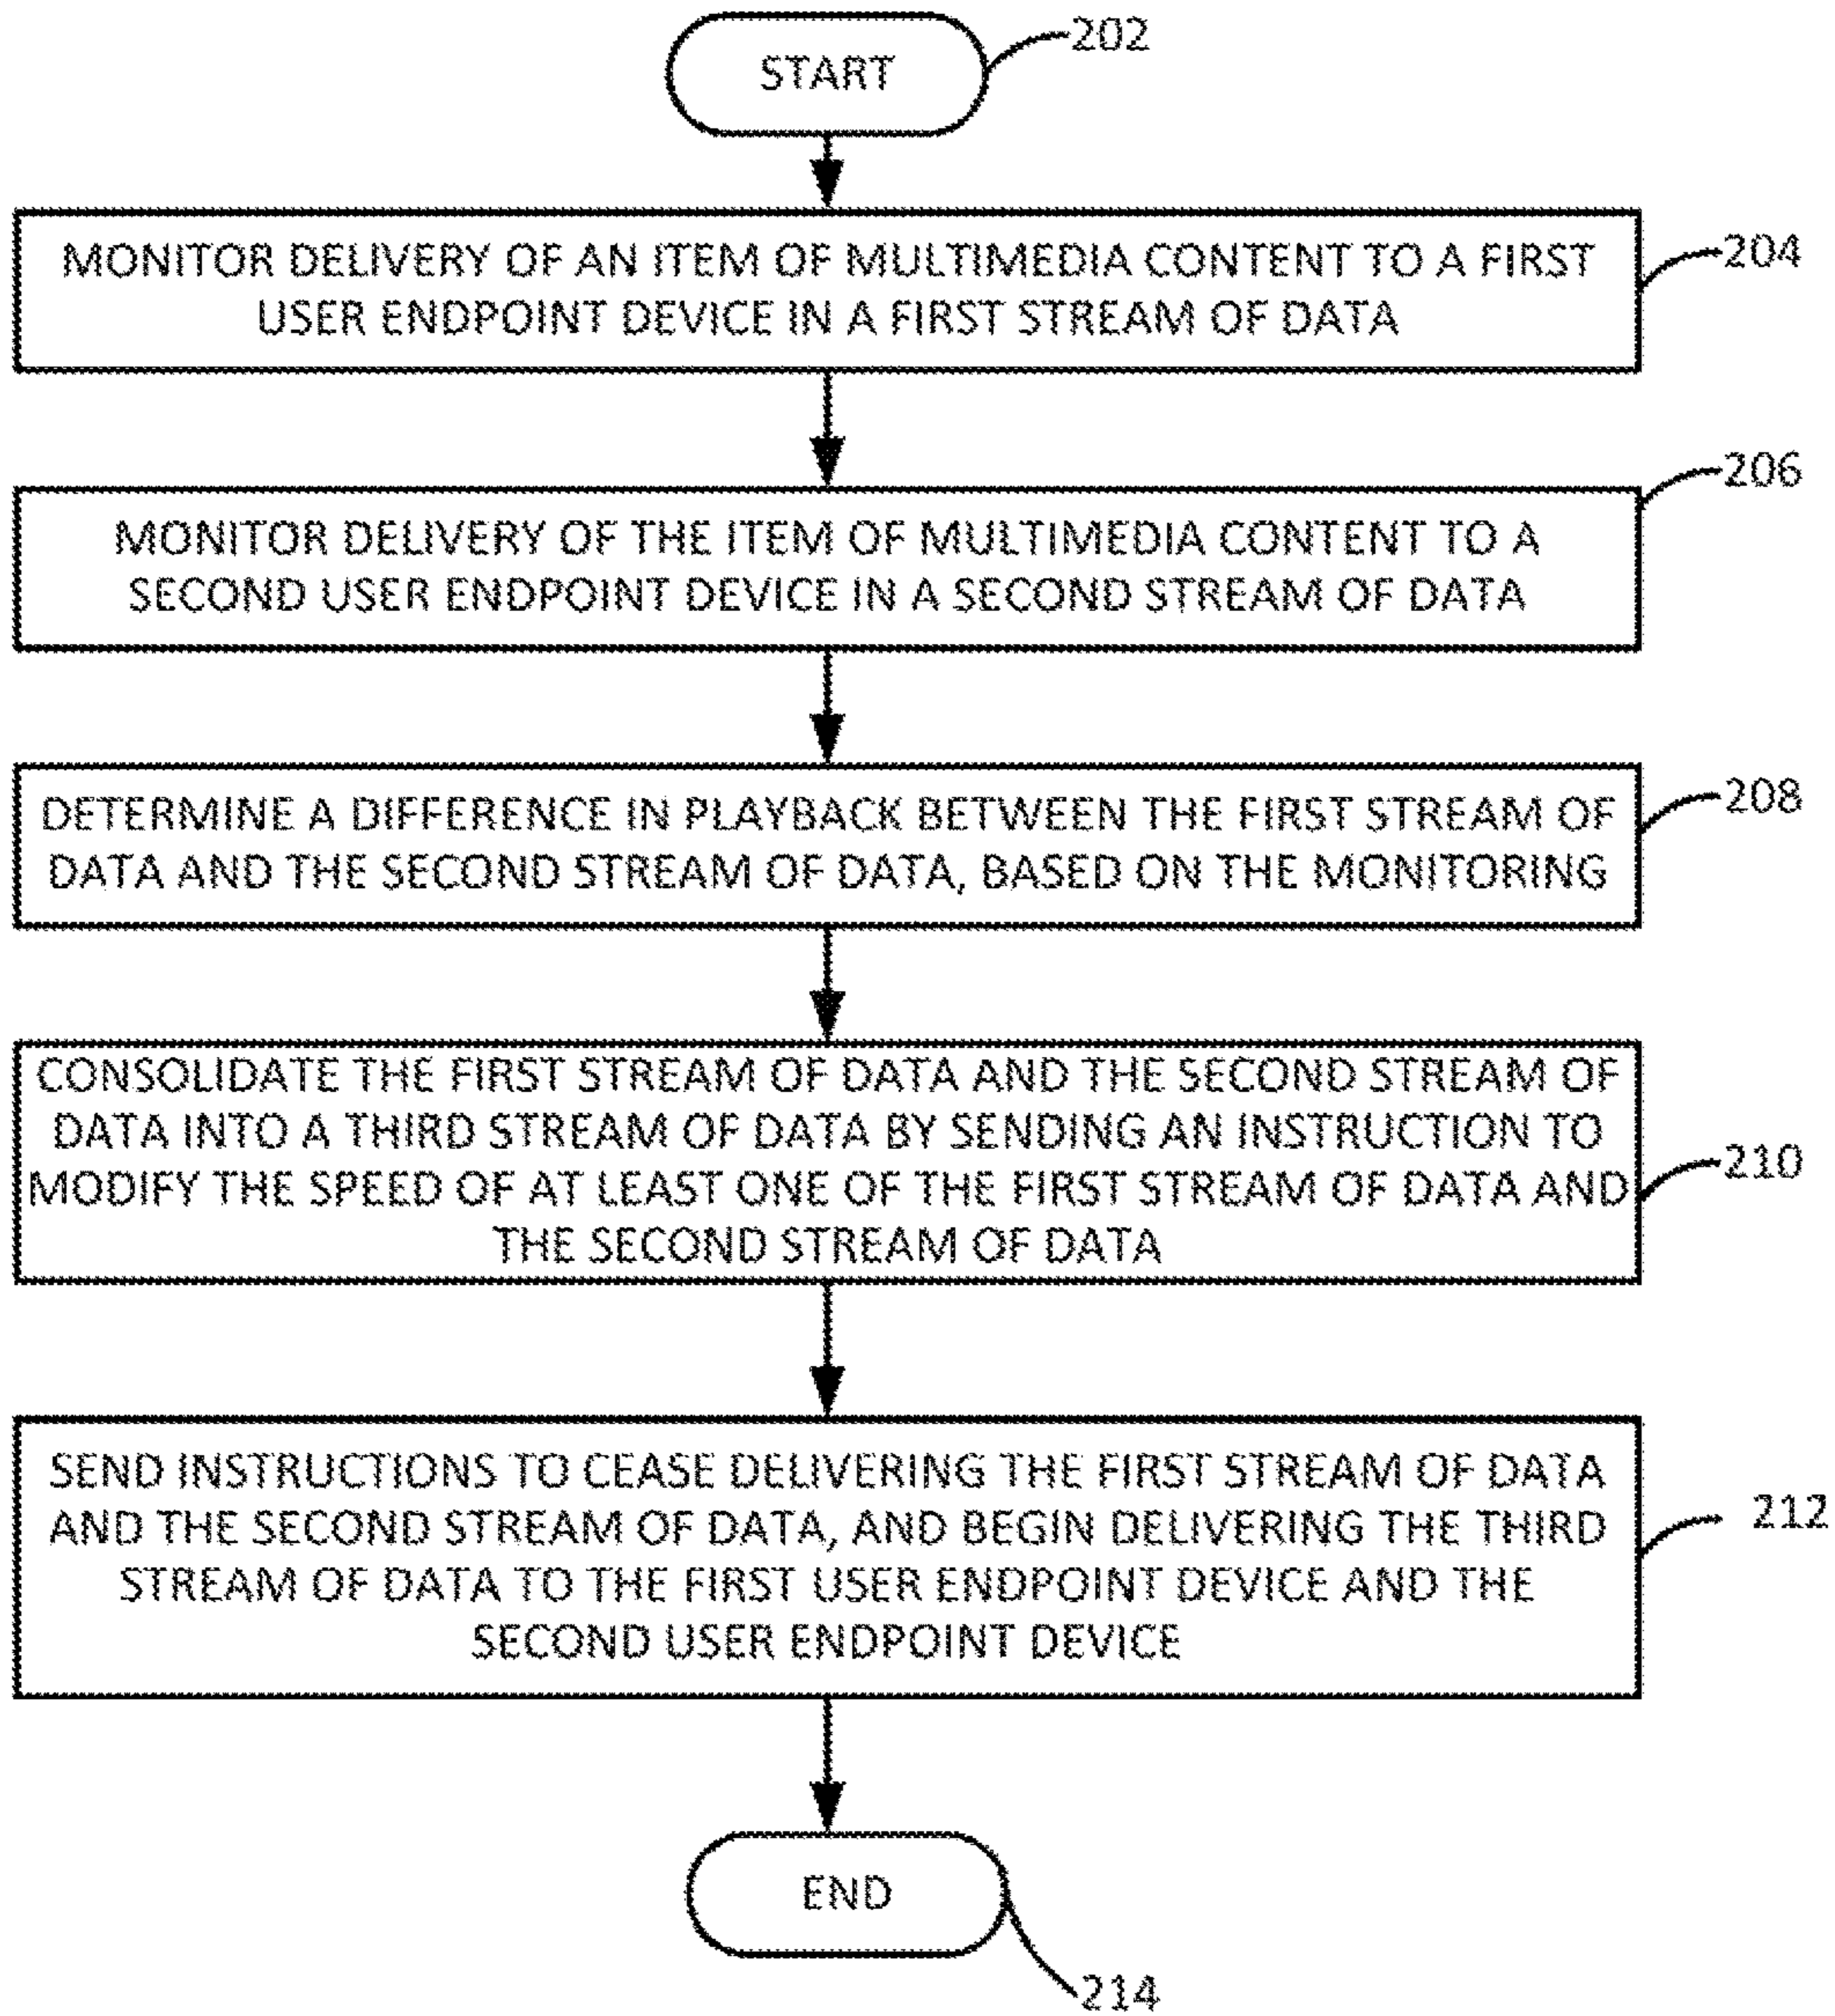 START
202
MONITOR DELIVERY OF AN ITEM OF MULTIMEDIA CONTENT TO A FIRST
USER ENDPOINT DEVICE IN A FIRST STREAM OF DATA
204
206
MONITOR DELIVERY OF THE ITEM OF MULTIMEDIA CONTENT TO A
SECOND USER ENDPOINT DEVICE IN A SECOND STREAM OF DATA
DETERMINE A DIFFERENCE IN PLAYBACK BETWEEN THE FIRST STREAM OF
DATA AND THE SECOND STREAM OF DATA, BASED ON THE MONITORING
208
CONSOLIDATE THE FIRST STREAM OF DATA AND THE SECOND STREAM OF
DATA INTO A THIRD STREAM OF DATA BY SENDING AN INSTRUCTION TO
MODIFY THE SPEED OF AT LEAST ONE OF THE FIRST STREAM OF DATA AND
THE SECOND STREAM OF DATA
210
SEND INSTRUCTIONS TO CEASE DELIVERING THE FIRST STREAM OF DATA
AND THE SECOND STREAM OF DATA, AND BEGIN DELIVERING THE THIRD
STREAM OF DATA TO THE FIRST USER ENDPOINT DEVICE AND THE
SECOND USER ENDPOINT DEVICE
212
END
214